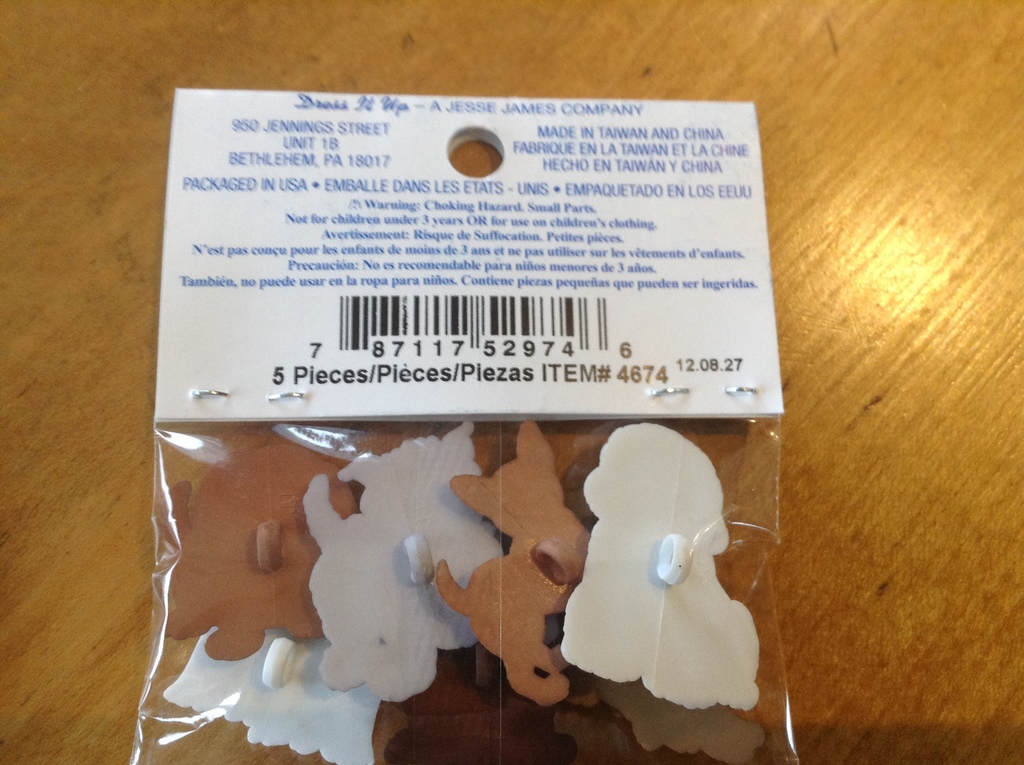 Dress It Up – A JESSE JAMES COMPANY
950 JENNINGS STREET
UNIT 1B
BETHLEHEM, PA 18017
MADE IN TAIWAN AND CHINA
FABRIQUE EN LA TAIWAN ET LA CHINE
HECHO EN TAIWÁN Y CHINA
PACKAGED IN USA • EMBALLE DANS LES ETATS - UNIS • EMPAQUETADO EN LOS EEUU
⚠ Warning: Choking Hazard. Small Parts.
Not for children under 3 years OR for use on children's clothing.
Avertissement: Risque de Suffocation. Petites pièces.
N'est pas conçu pour les enfants de moins de 3 ans et ne pas utiliser sur les vêtements d'enfants.
Precaución: No es recomendable para niños menores de 3 años.
También, no puede usar en la ropa para niños. Contiene piezas pequeñas que pueden ser ingeridas.
7 87117 52974 6
5 Pieces/Pièces/Piezas ITEM# 4674 12.08.27